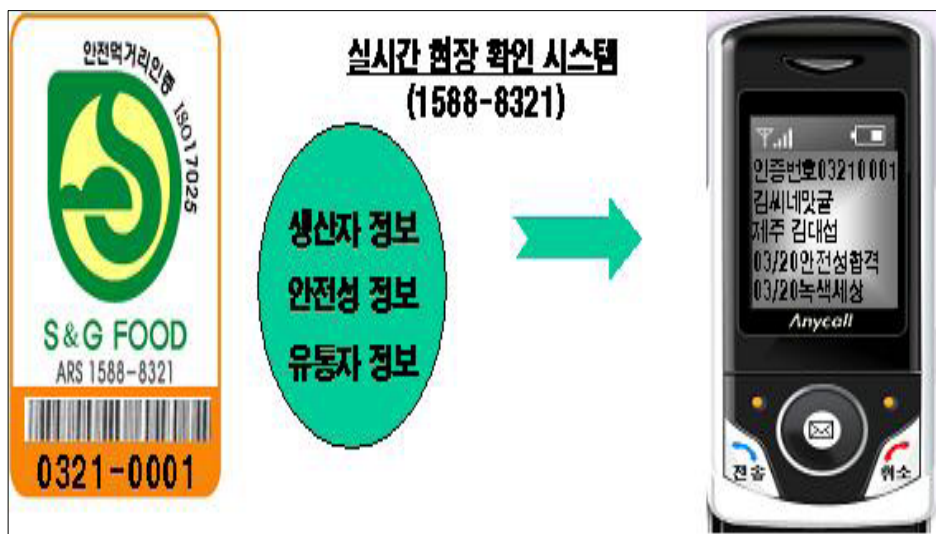 안전먹거리인증 ISO17025
S&G FOOD
ARS 1588-8321
0321-0001
실시간 현장 확인 시스템
(1588-8321)
생산자 정보
안전성 정보
유통자 정보
인증번호03210001
김씨네맛귤
제주 김대섭
03/20안전성합격
03/20녹색세상
Anycall
전송
취소